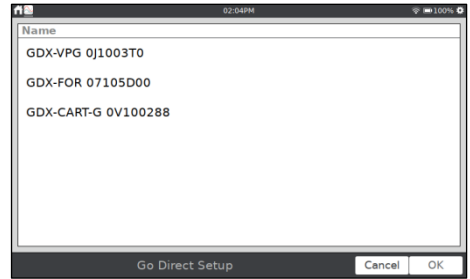 02:04PM
100%
Name
GDX-VPG 0J1003T0
GDX-FOR 07105D00
GDX-CART-G 0V100288
Go Direct Setup
Cancel
OK